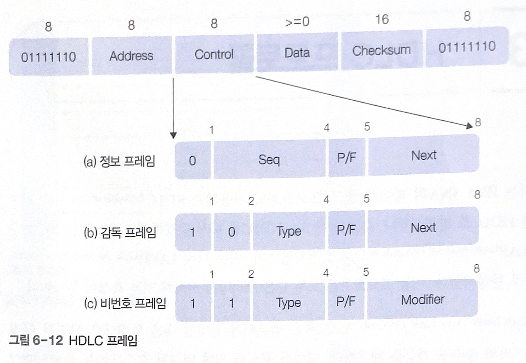 8 8 8 >=0 16 8
01111110 Address Control Data Checksum 01111110
1 4 5 8
(a) 정보 프레임 0 Seq P/F Next
1 2 4 5 8
(b) 감독 프레임 1 0 Type P/F Next
1 2 4 5 8
(c) 비번호 프레임 1 1 Type P/F Modifier
그림 6-12 HDLC 프레임